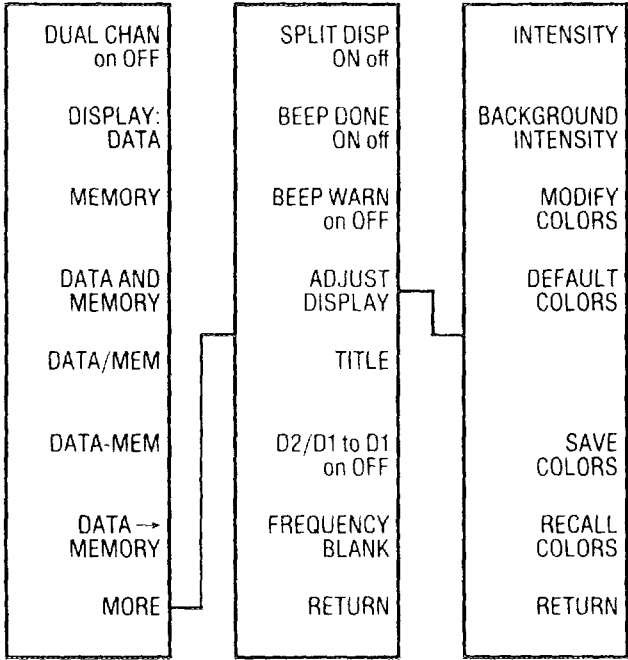 DUAL CHAN
on OFF
DISPLAY:
DATA
MEMORY
DATA AND
MEMORY
DATA/MEM
DATA-MEM
DATA→
MEMORY
MORE
SPLIT DISP
ON off
BEEP DONE
ON off
BEEP WARN
on OFF
ADJUST
DISPLAY
TITLE
D2/D1 to D1
on OFF
FREQUENCY
BLANK
RETURN
INTENSITY
BACKGROUND
INTENSITY
MODIFY
COLORS
DEFAULT
COLORS
SAVE
COLORS
RECALL
COLORS
RETURN